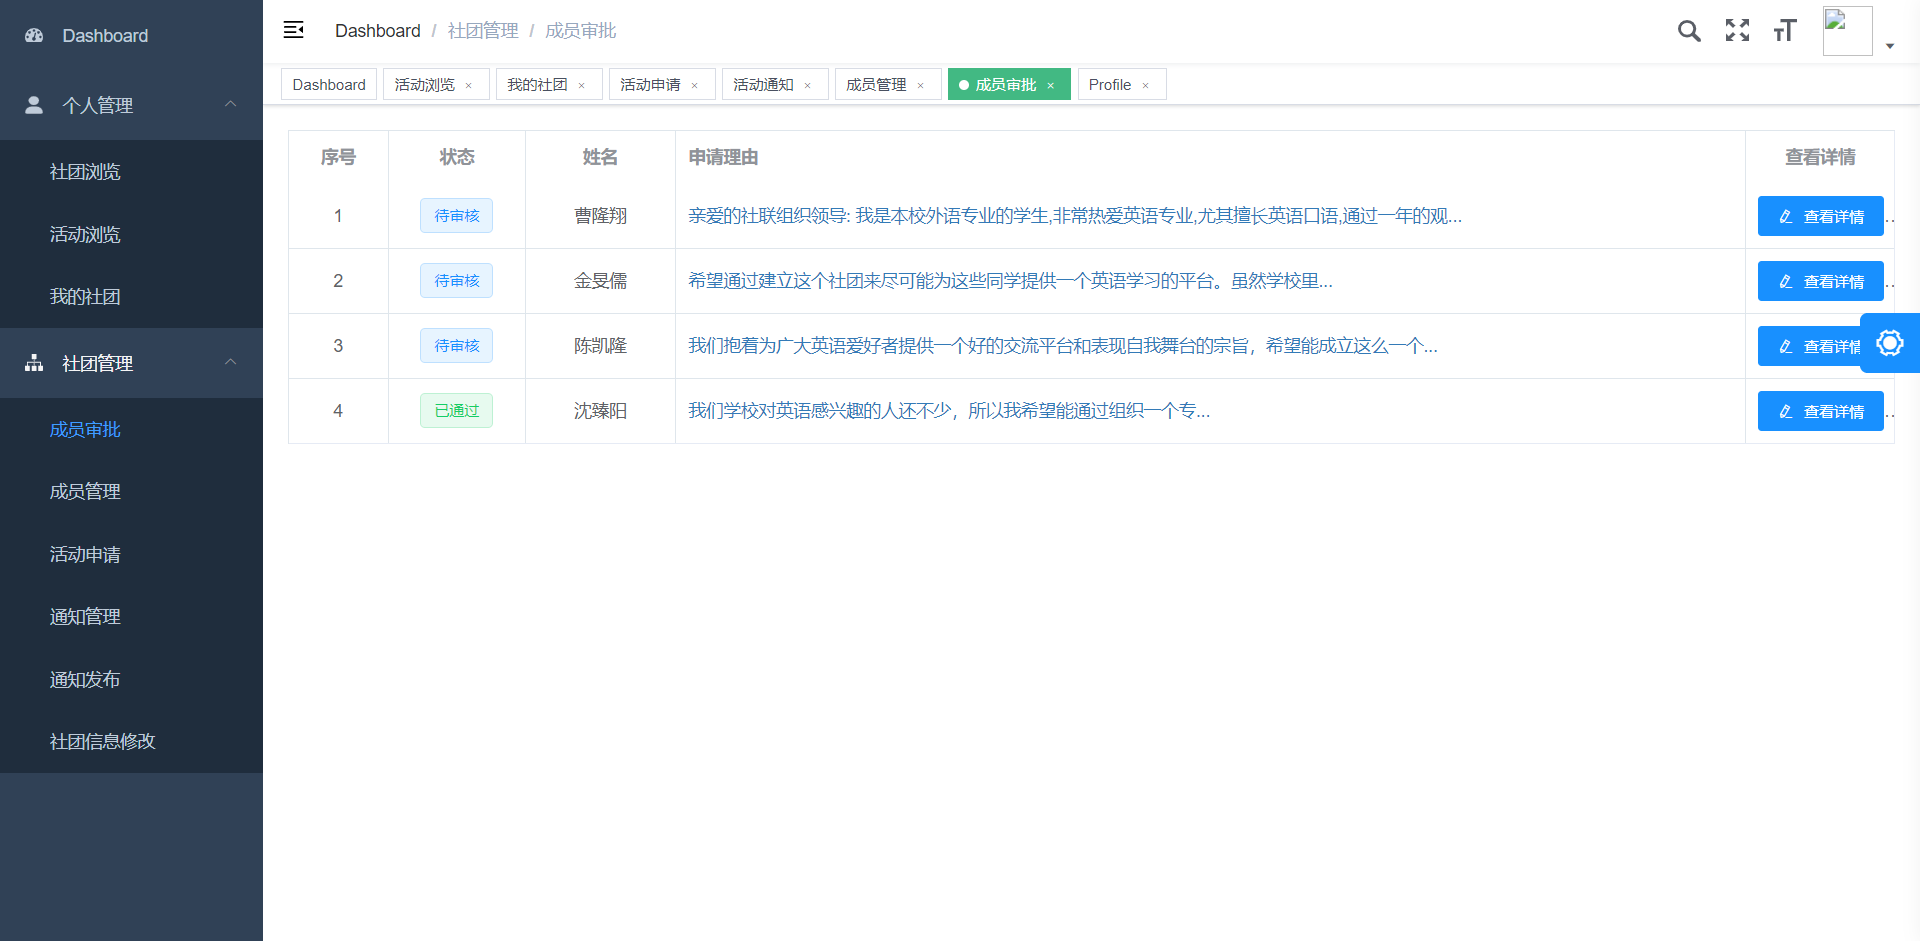 Dashboard
个人管理
社团浏览
活动浏览
我的社团
社团管理
成员审批
成员管理
活动申请
通知管理
通知发布
社团信息修改
Dashboard / 社团管理 / 成员审批
Dashboard 活动浏览 × 我的社团 × 活动申请 × 活动通知 × 成员管理 × 成员审批 × Profile ×
序号 状态 姓名 申请理由 查看详情
1 待审核 曹隆翔 亲爱的社联组织领导: 我是本校外语专业的学生,非常热爱英语专业,尤其擅长英语口语,通过一年的观... 查看详情 ..
2 待审核 金旻儒 希望通过建立这个社团来尽可能为这些同学提供一个英语学习的平台。虽然学校里... 查看详情 ..
3 待审核 陈凯隆 我们抱着为广大英语爱好者提供一个好的交流平台和表现自我舞台的宗旨，希望能成立这么一个... 查看详情
4 已通过 沈臻阳 我们学校对英语感兴趣的人还不少，所以我希望能通过组织一个专... 查看详情 ..